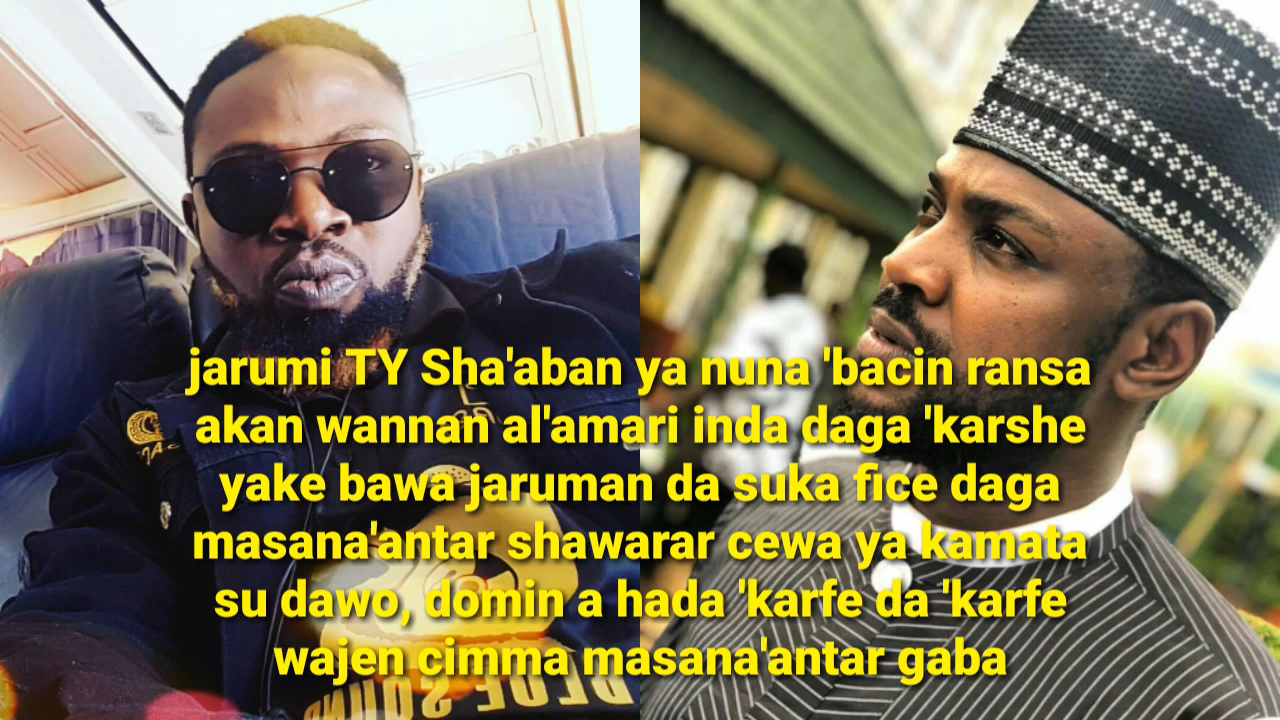 jarumi TY Sha'aban ya nuna 'bacin ransa
akan wannan al'amari inda daga 'karshe
yake bawa jaruman da suka fice daga
masana'antar shawarar cewa ya kamata
su dawo, domin a hada 'karfe da 'karfe
wajen cimma masana'antar gaba